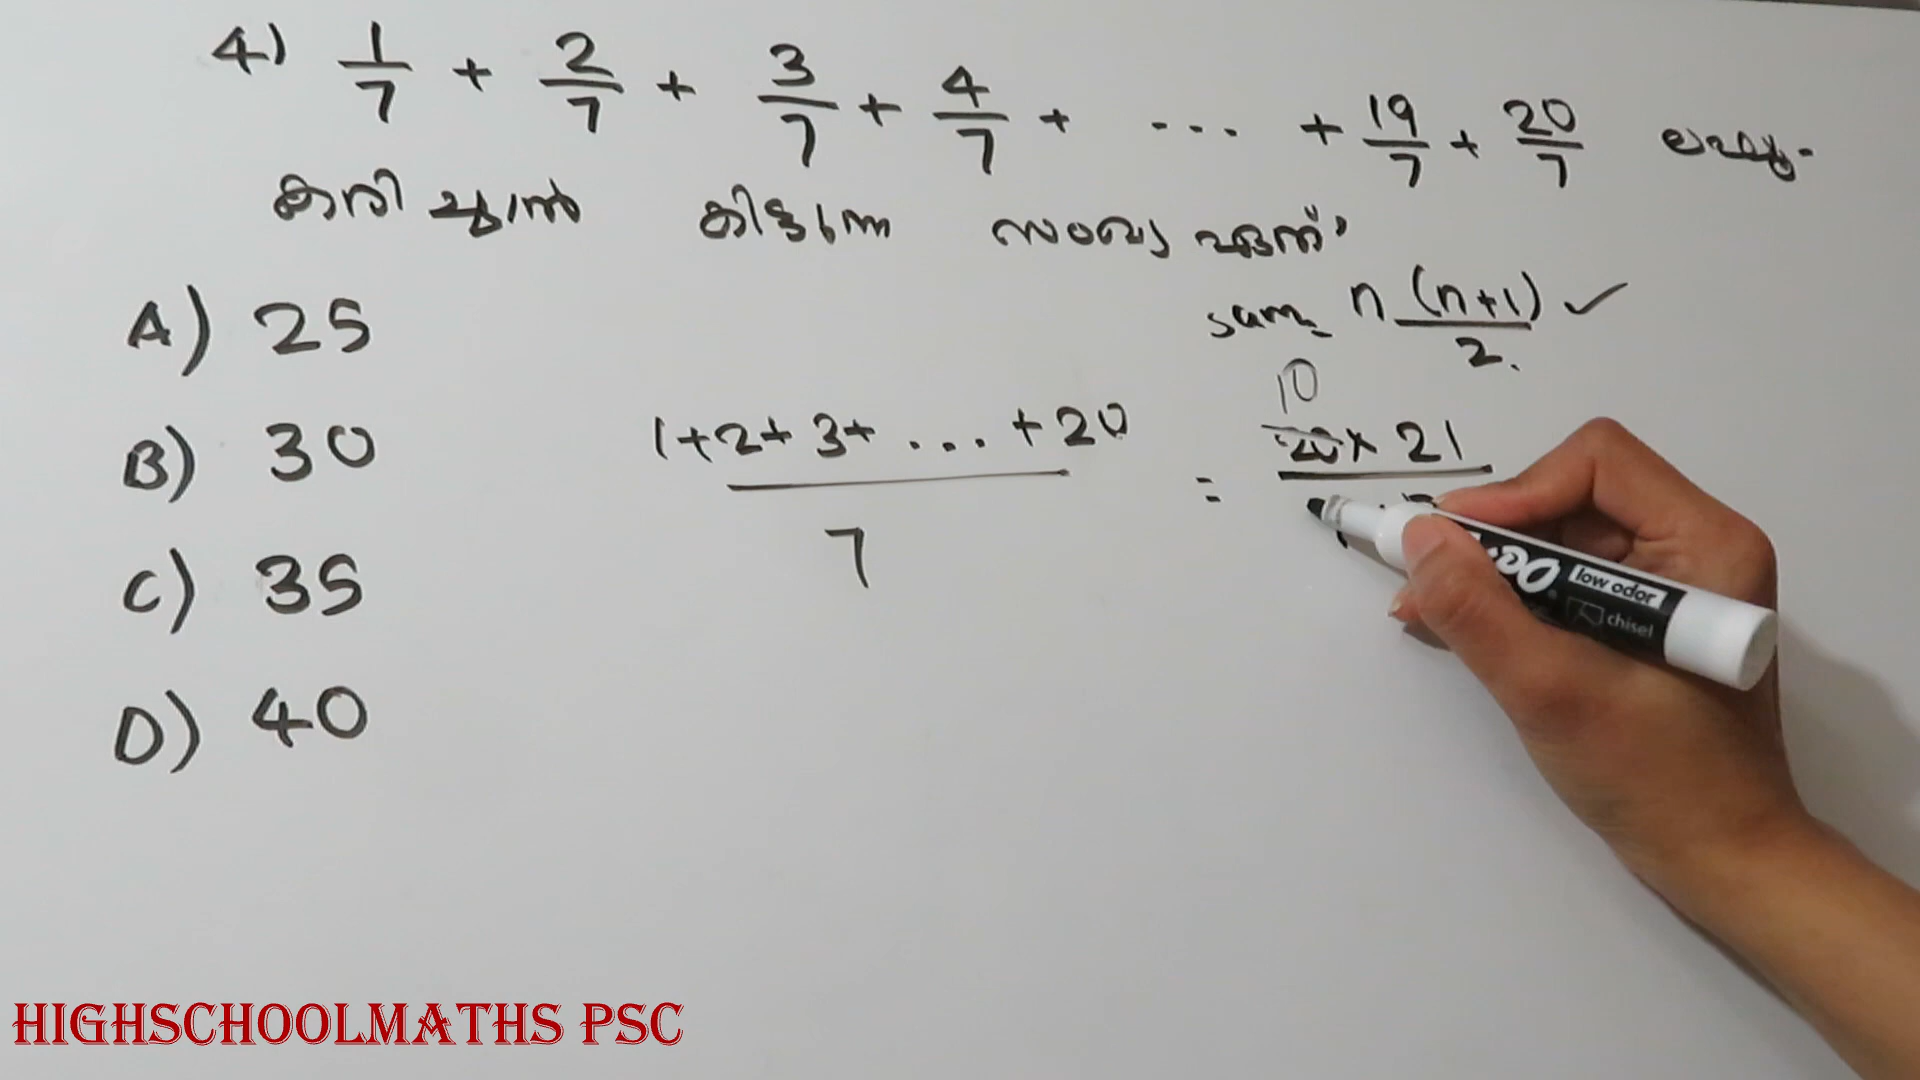 4) 1/7 + 2/7 + 3/7 + 4/7 + ... + 19/7 + 20/7 ലഘു-
കരിച്ചാൽ കിട്ടുന്ന സംഖ്യ ഏത്?
A) 25
B) 30
C) 35
D) 40
sum = n (n+1)/2. ✓
1+2+3+ ... +20 / 7 = 20 × 21
10
EXPO
low odor
chisel
HIGHSCHOOLMATHS PSC